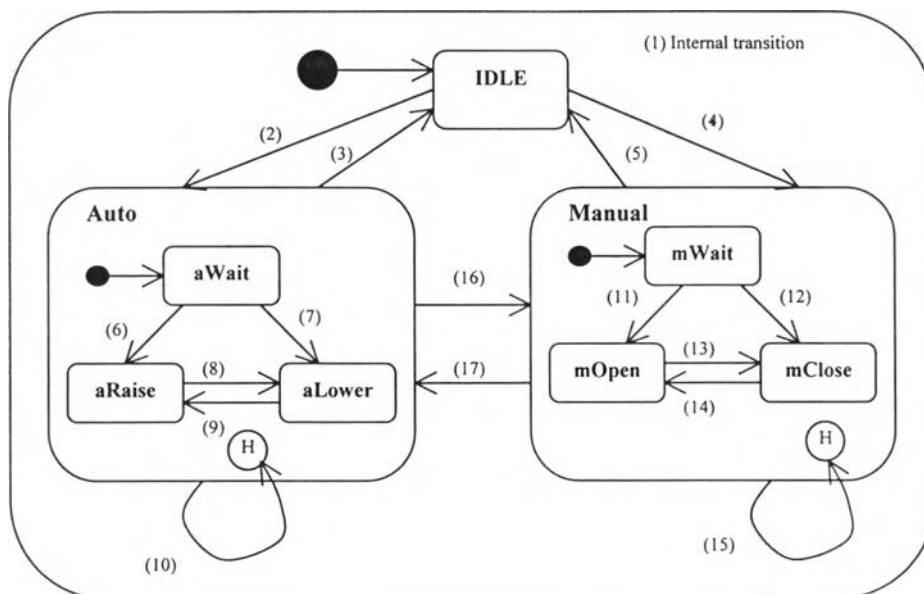 (1) Internal transition
IDLE
(2)
(3)
(4)
(5)
Auto
Manual
aWait
mWait
(16)
(6)
(7)
(11)
(12)
aRaise
(8)
aLower
(9)
(17)
mOpen
(13)
mClose
(14)
H
H
(10)
(15)